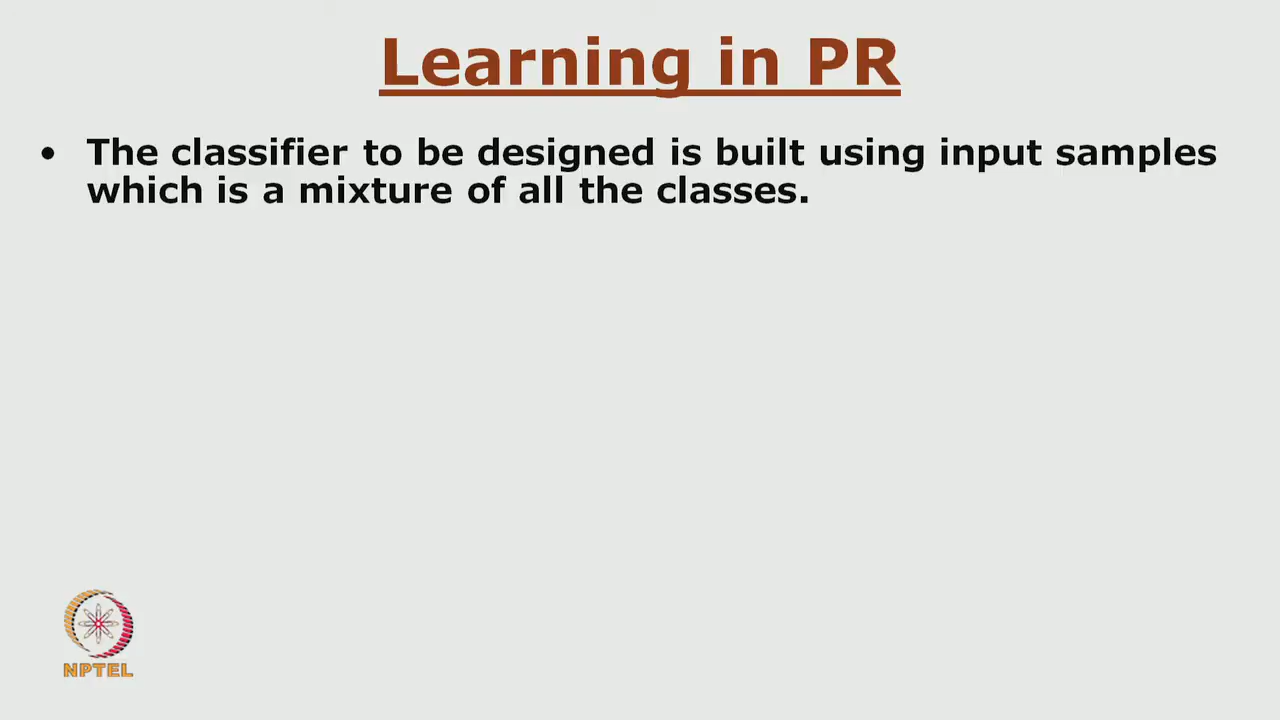 Learning in PR
• The classifier to be designed is built using input samples
which is a mixture of all the classes.
NPTEL